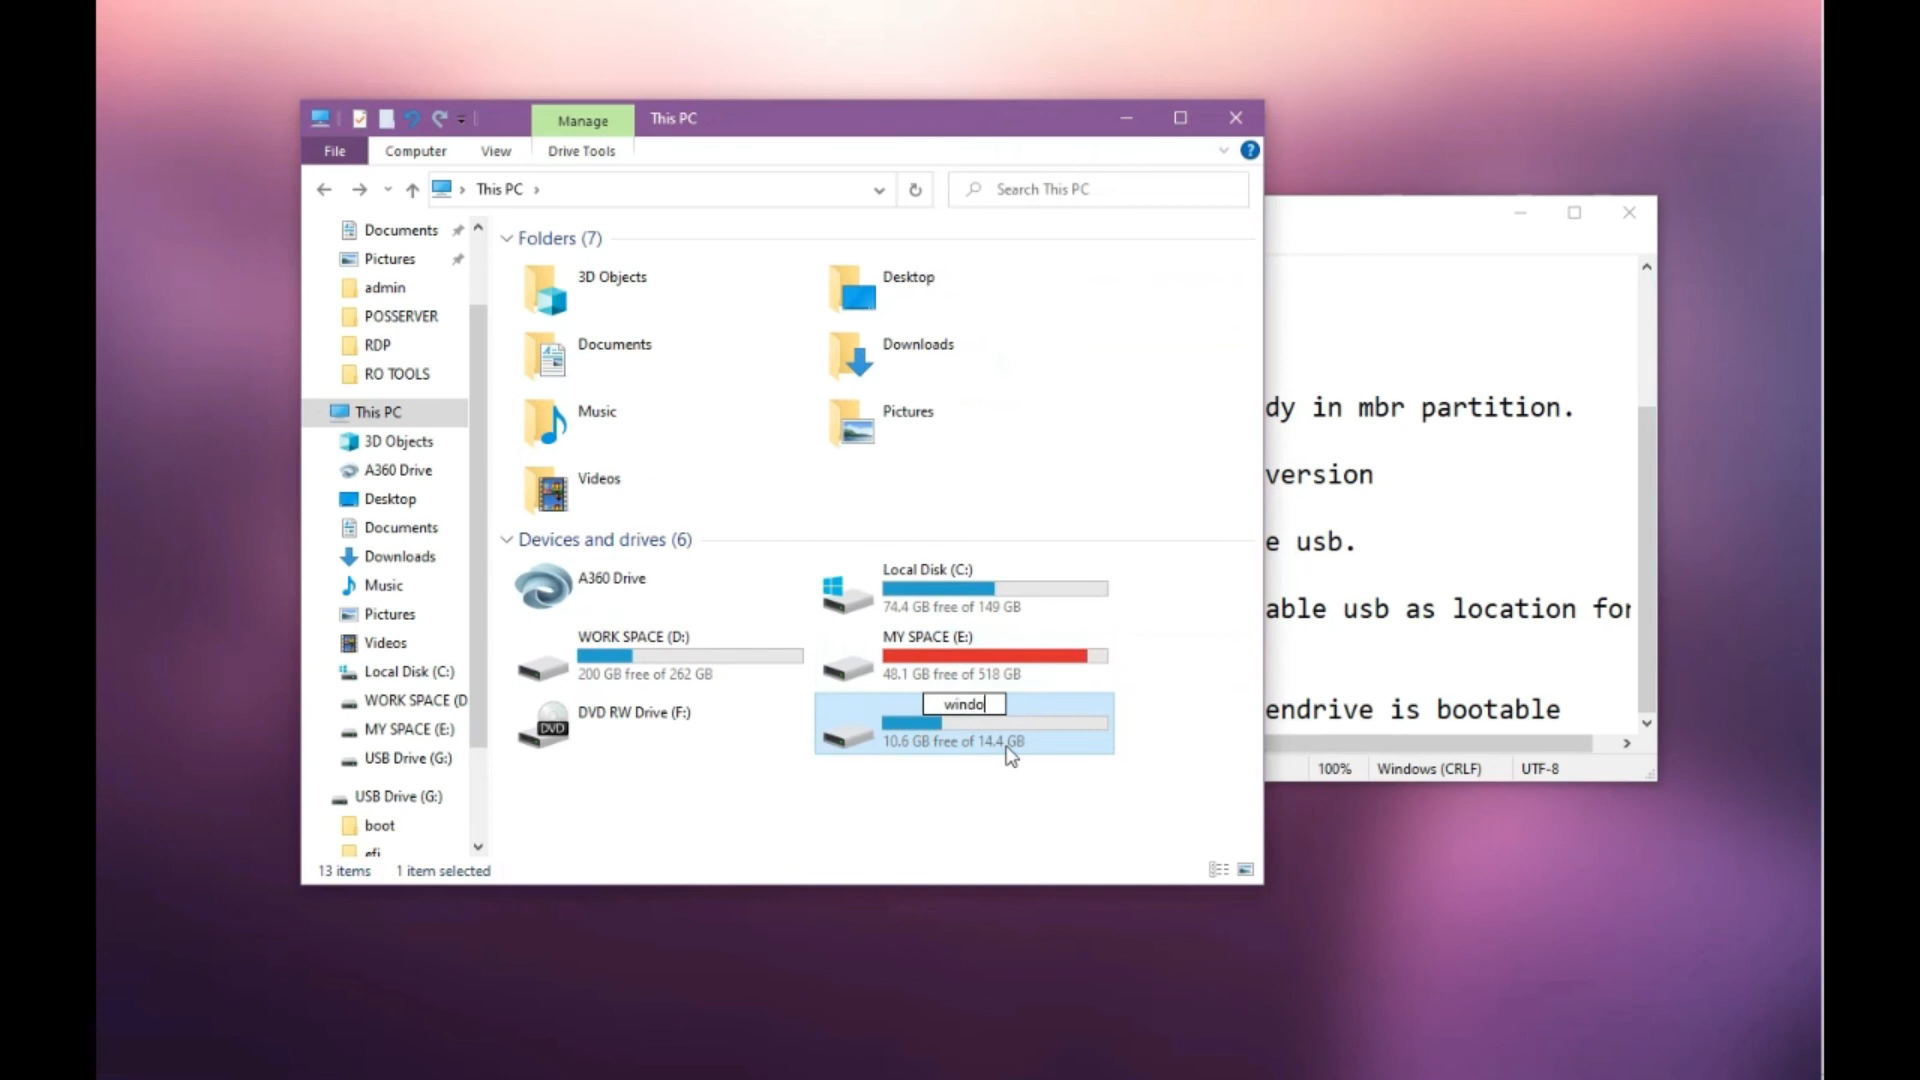 Manage
This PC
File
Computer
View
Drive Tools
?
This PC
Search This PC
Documents
Pictures
admin
POSSERVER
RDP
RO TOOLS
This PC
3D Objects
A360 Drive
Desktop
Documents
Downloads
Music
Pictures
Videos
Local Disk (C:)
WORK SPACE (D
MY SPACE (E:)
USB Drive (G:)
USB Drive (G:)
boot
efi
Folders (7)
3D Objects
Desktop
Documents
Downloads
Music
Pictures
Videos
Devices and drives (6)
A360 Drive
Local Disk (C:)
74.4 GB free of 149 GB
WORK SPACE (D:)
200 GB free of 262 GB
MY SPACE (E:)
48.1 GB free of 518 GB
DVD RW Drive (F:)
DVD
windo
10.6 GB free of 14.4 GB
13 items
1 item selected
dy in mbr partition.
version
e usb.
able usb as location for
endrive is bootable
100%
Windows (CRLF)
UTF-8